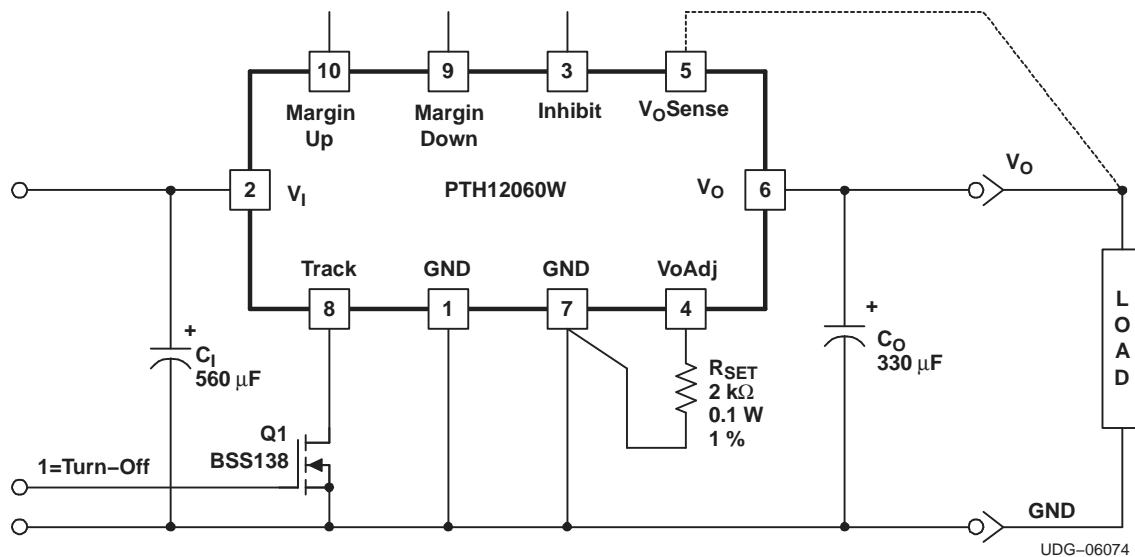 10
9
3
5
Margin
Up
Margin
Down
Inhibit
VOSense
2
VI
PTH12060W
VO
6
VO
Track
GND
GND
VoAdj
8
1
7
4
+
CI
560 μF
RSET
2 kΩ
0.1 W
1 %
+
CO
330 μF
LOAD
Q1
BSS138
1=Turn−Off
GND
UDG−06074